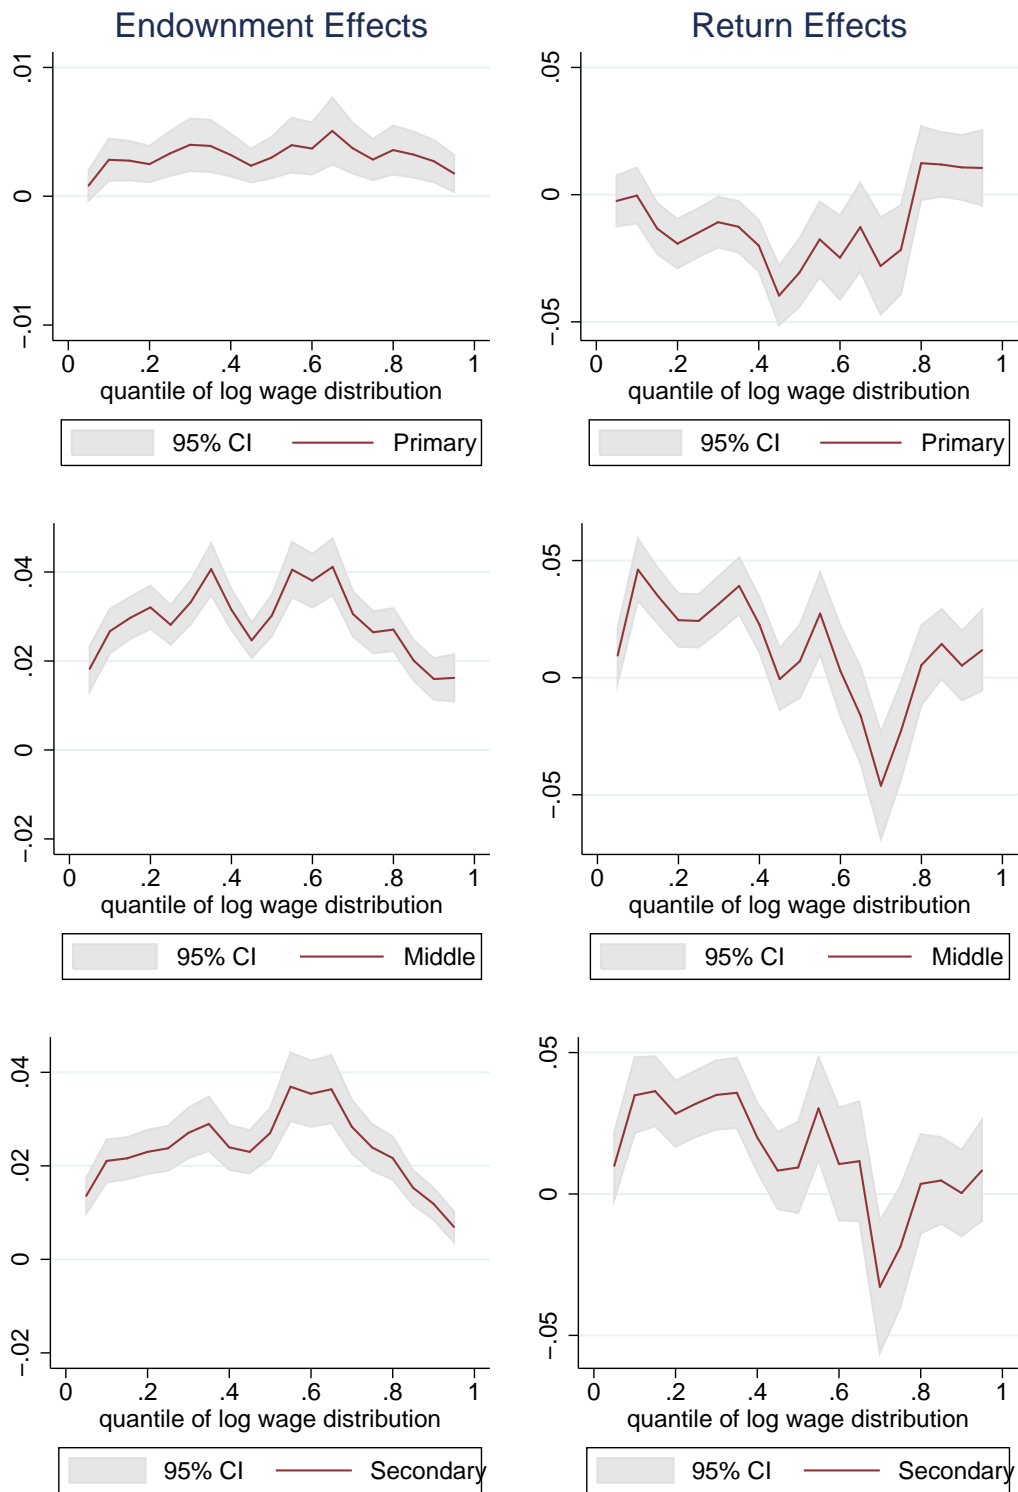 Endownment Effects
.01
0
-.01
0 .2 .4 .6 .8 1
quantile of log wage distribution
95% CI Primary
Return Effects
.05
0
-.05
0 .2 .4 .6 .8 1
quantile of log wage distribution
95% CI Primary
.04
.02
0
-.02
0 .2 .4 .6 .8 1
quantile of log wage distribution
95% CI Middle
.05
0
-.05
0 .2 .4 .6 .8 1
quantile of log wage distribution
95% CI Middle
.04
.02
0
-.02
0 .2 .4 .6 .8 1
quantile of log wage distribution
95% CI Secondary
.05
0
-.05
0 .2 .4 .6 .8 1
quantile of log wage distribution
95% CI Secondary